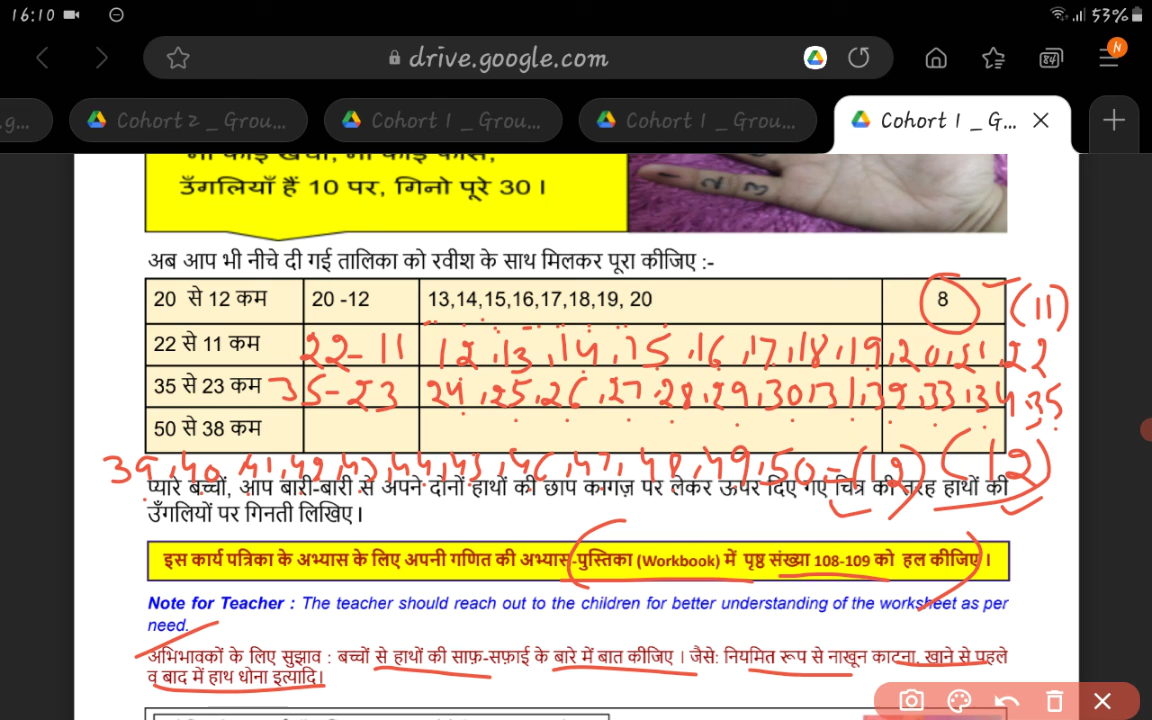 16:10
53%
drive.google.com
84
N
Cohort 2 _ Grou...
Cohort 1 _ Grou...
Cohort 1 _ Grou...
Cohort 1 _ G...
उँगलियाँ हैं 10 पर, गिनो पूरे 30 ।
1 2 3
अब आप भी नीचे दी गई तालिका को रवीश के साथ मिलकर पूरा कीजिए :-
20 से 12 कम 20 -12 13,14,15,16,17,18,19, 20 8 (11)
22 से 11 कम 22-11 12,13,14,15,16,17,18,19,20,21,22
35 से 23 कम 35-23 24,25,26,27,28,29,30,31,32,33,34,35
50 से 38 कम
39,40,41,42,43,44,45,46,47,48,49,50-(12) (12)
प्यारे बच्चों, आप बारी-बारी से अपने दोनों हाथों की छाप कागज़ पर लेकर ऊपर दिए गए चित्र की तरह हाथों की
उँगलियों पर गिनती लिखिए ।
इस कार्य पत्रिका के अभ्यास के लिए अपनी गणित की अभ्यास-पुस्तिका (Workbook) में पृष्ठ संख्या 108-109 को हल कीजिए ।
Note for Teacher : The teacher should reach out to the children for better understanding of the worksheet as per
need.
अभिभावकों के लिए सुझाव : बच्चों से हाथों की साफ़-सफ़ाई के बारे में बात कीजिए । जैसे: नियमित रूप से नाखून काटना, खाने से पहले
व बाद में हाथ धोना इत्यादि।